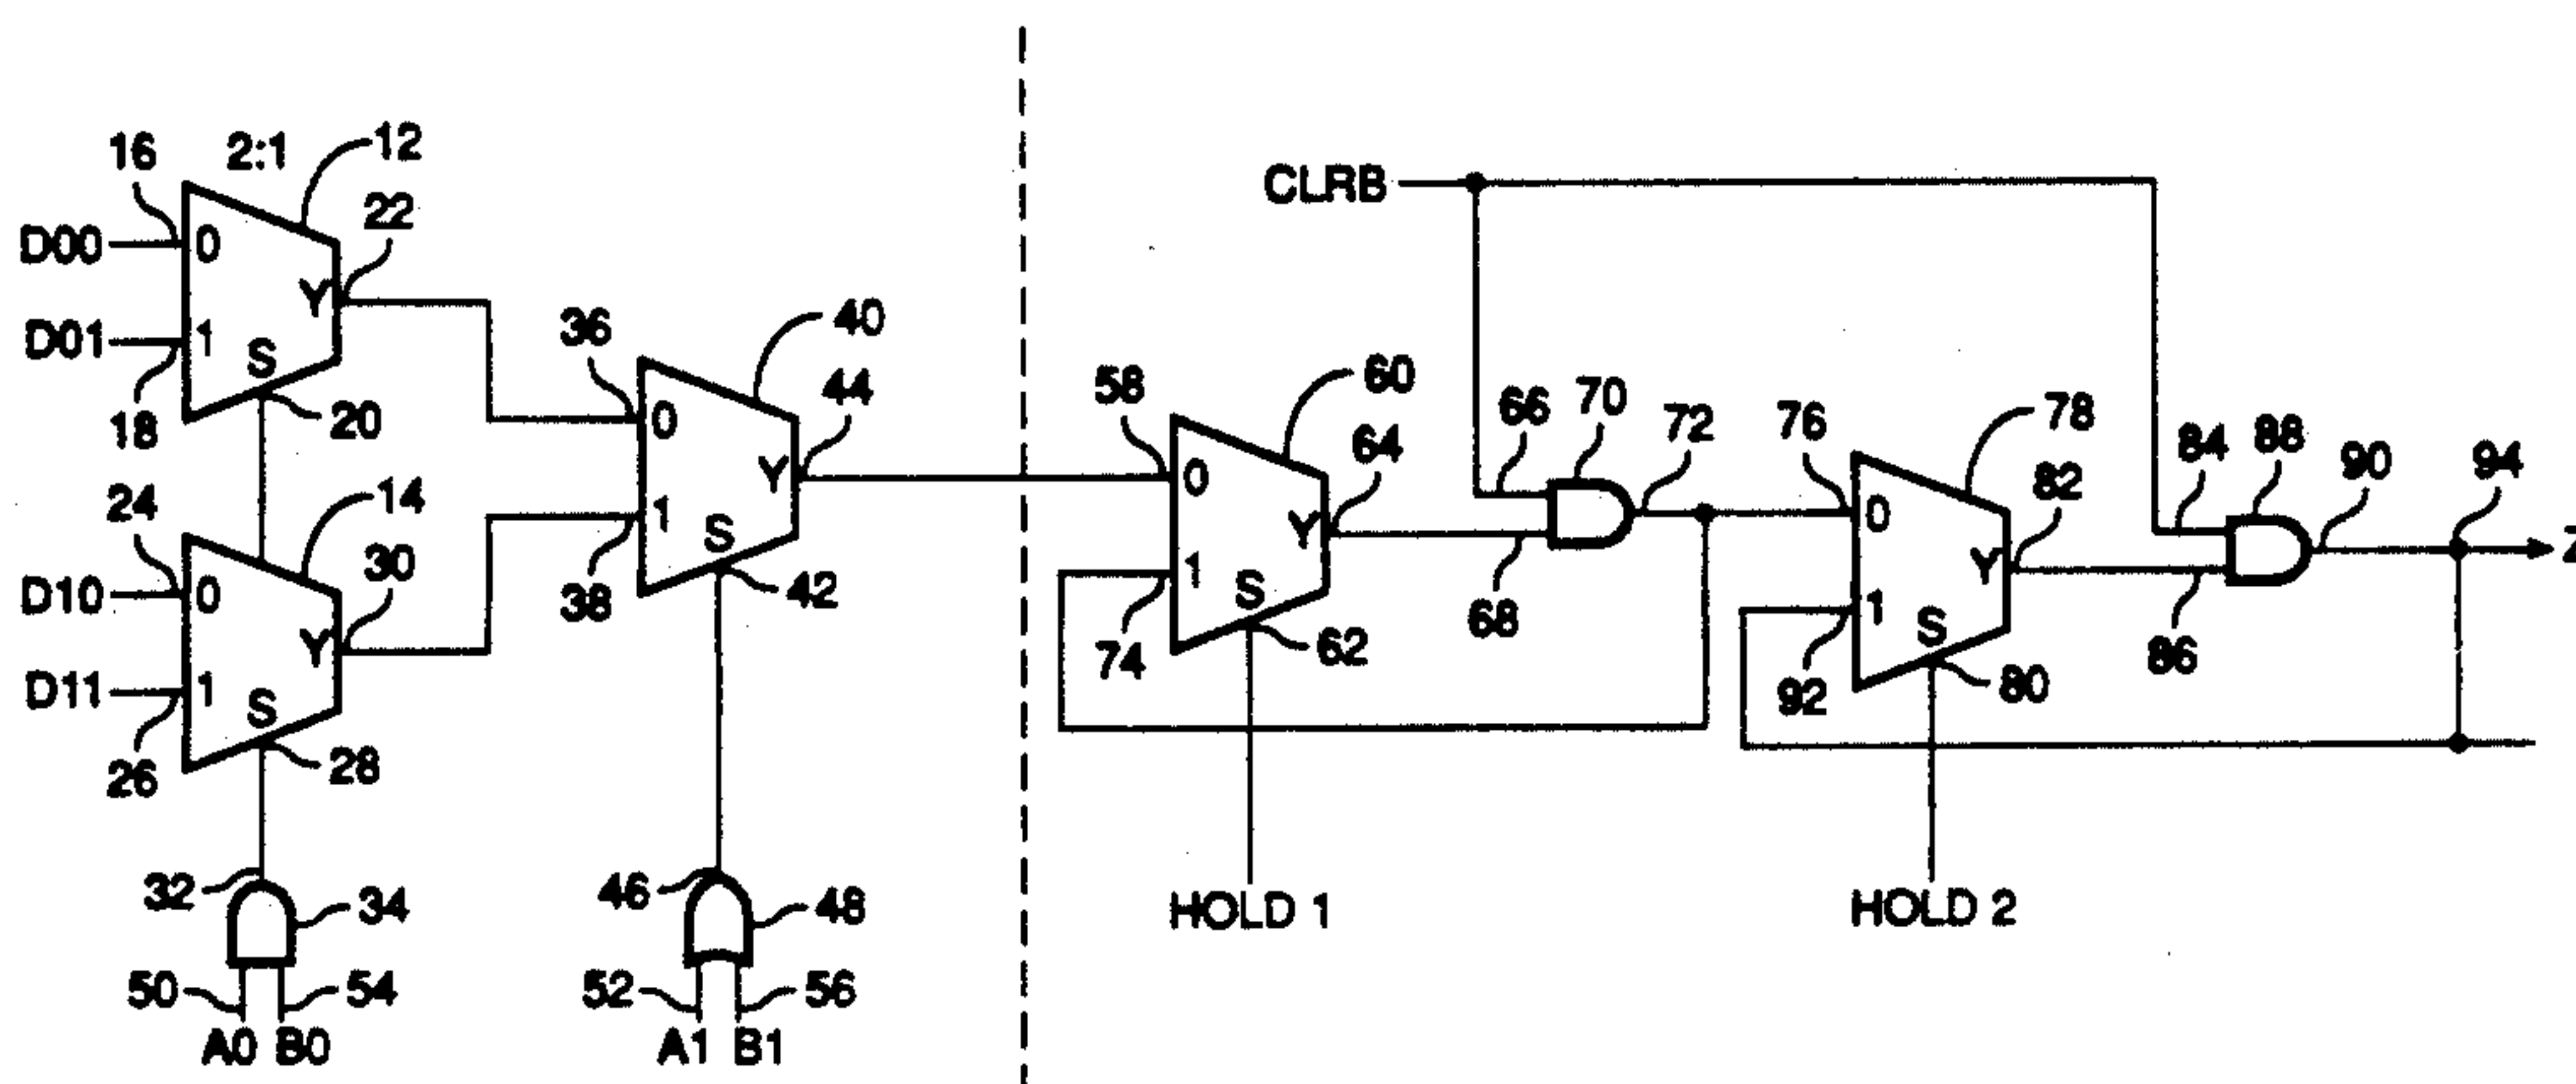 16 2:1 12
22
D00 0
Y
D01 1
S
18 20
36 40
0 44
Y
1
S
38 42
24 14
30
D10 0
Y
D11 1
S
26 28
32 34
50 54
A0 B0
46 48
52 56
A1 B1
CLRB
58 60
64
0
Y
1
S
74 62
66 70 72
68
HOLD 1
76 78
82
0
Y
1
S
92 80
84 88 90 94
86
Z
HOLD 2